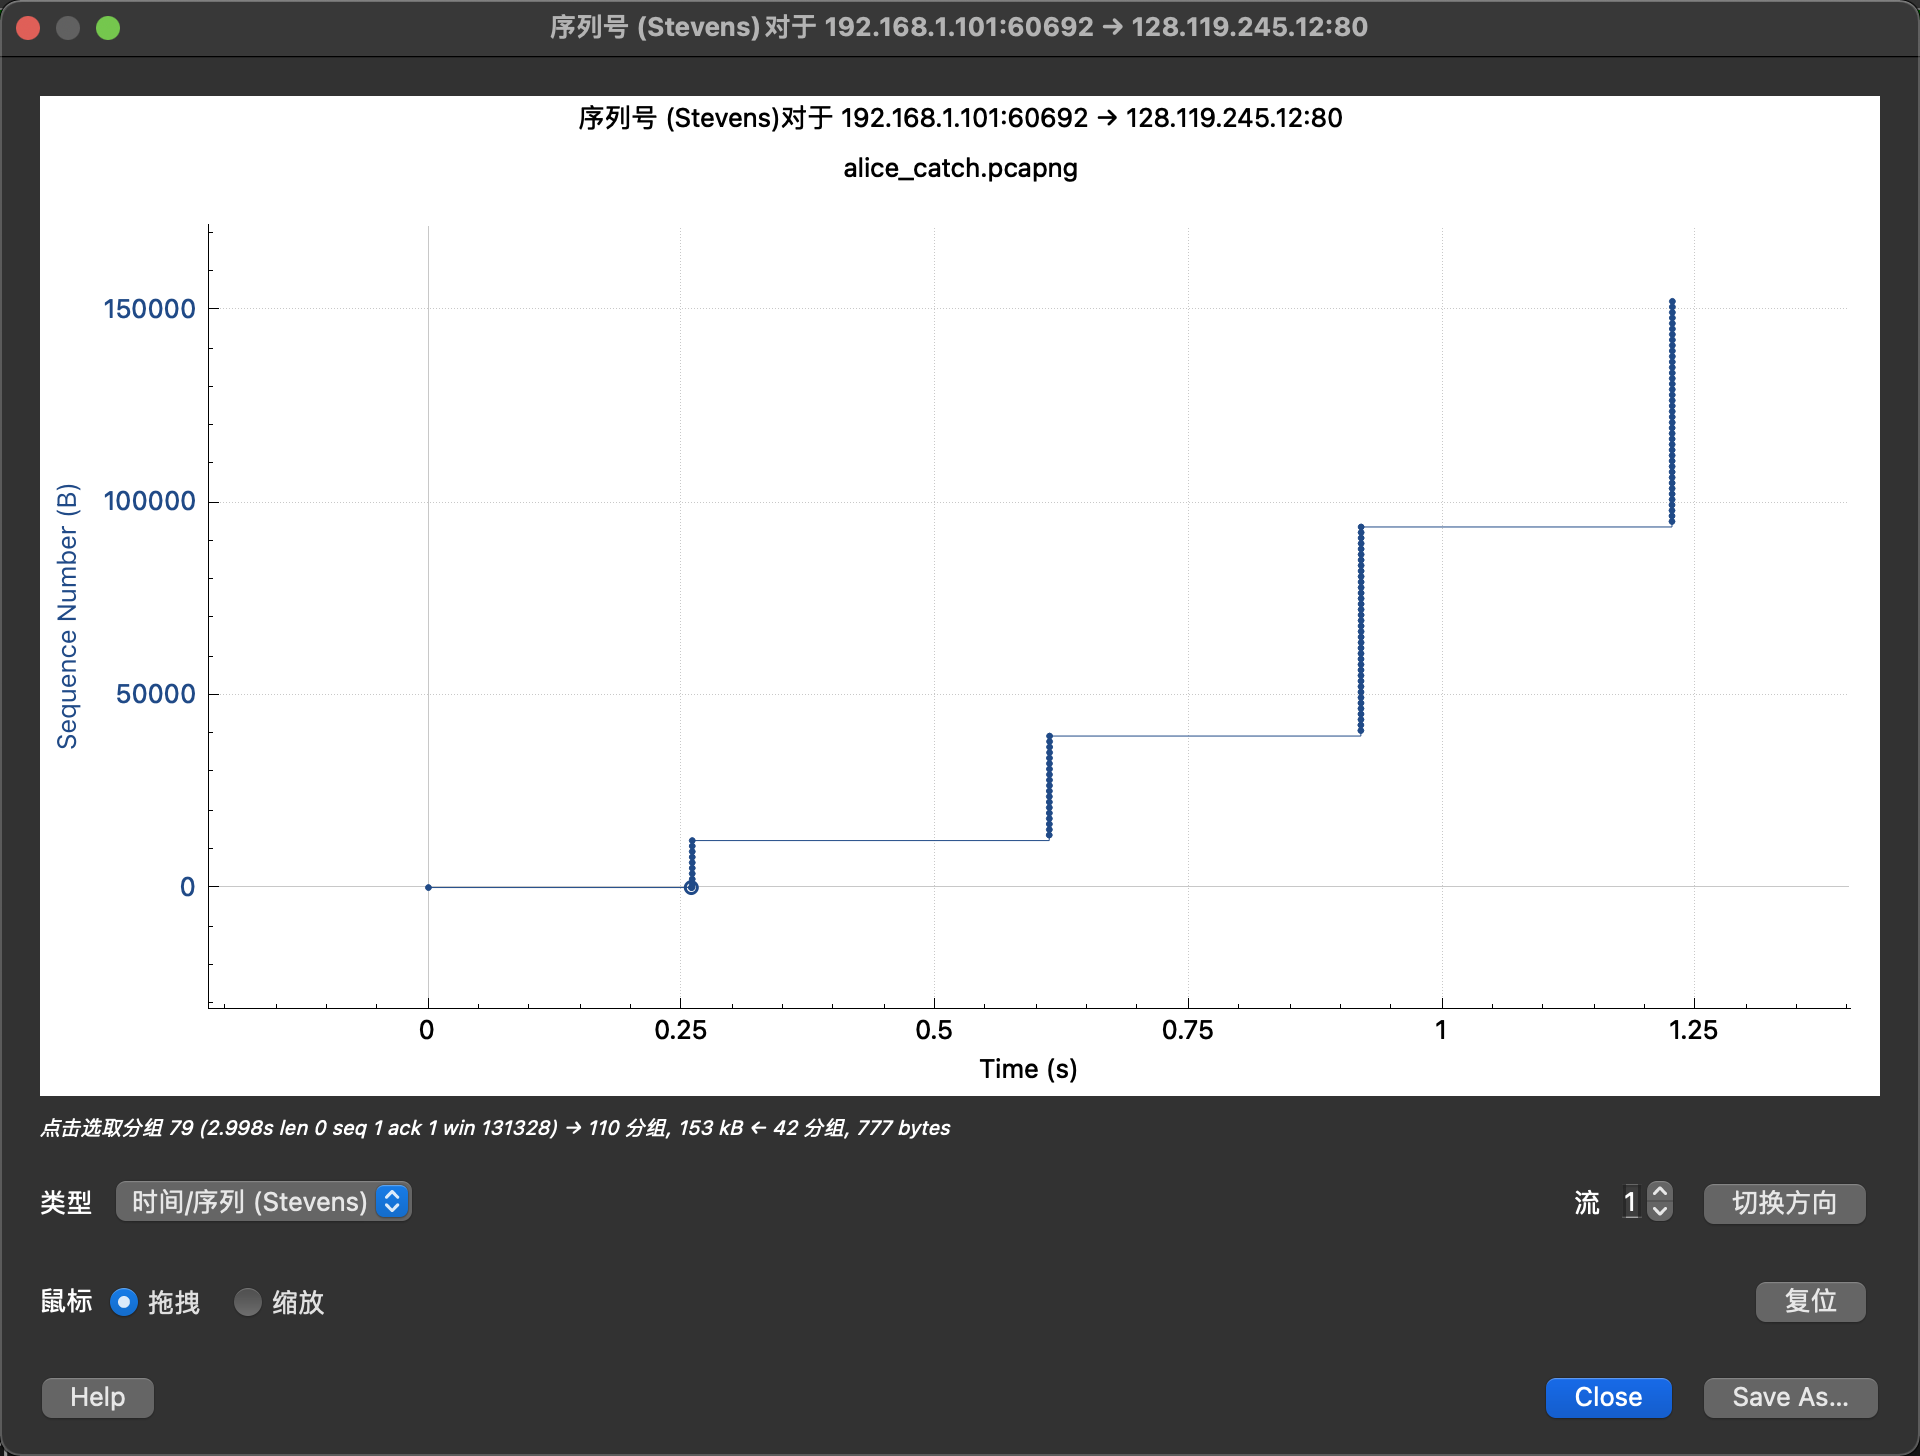 序列号 (Stevens)对于 192.168.1.101:60692 → 128.119.245.12:80
序列号 (Stevens)对于 192.168.1.101:60692 → 128.119.245.12:80
alice_catch.pcapng
Sequence Number (B)
150000
100000
50000
0
0 0.25 0.5 0.75 1 1.25
Time (s)
点击选取分组 79 (2.998s len 0 seq 1 ack 1 win 131328) → 110 分组, 153 kB ← 42 分组, 777 bytes
类型 时间/序列 (Stevens) 流 1 切换方向
鼠标 拖拽 缩放 复位
Help Close Save As...